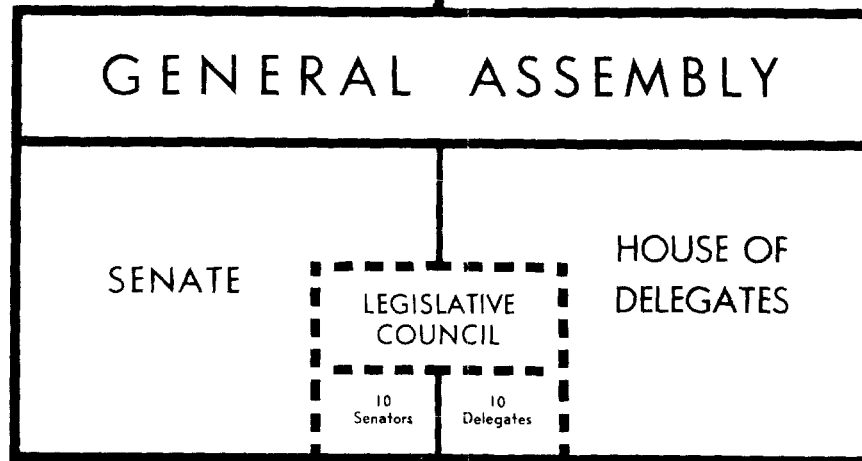 GENERAL ASSEMBLY
SENATE
HOUSE OF
DELEGATES
LEGISLATIVE
COUNCIL
10
Senators
10
Delegates